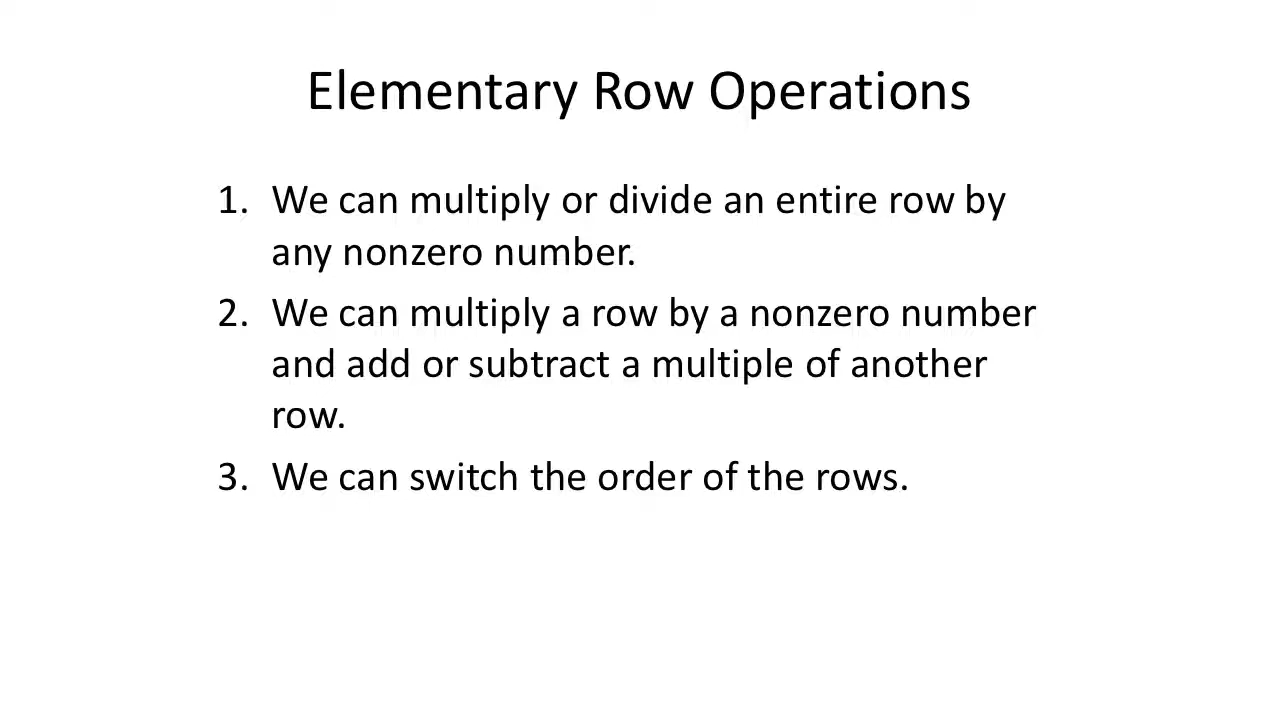 Elementary Row Operations
1. We can multiply or divide an entire row by
any nonzero number.
2. We can multiply a row by a nonzero number
and add or subtract a multiple of another
row.
3. We can switch the order of the rows.